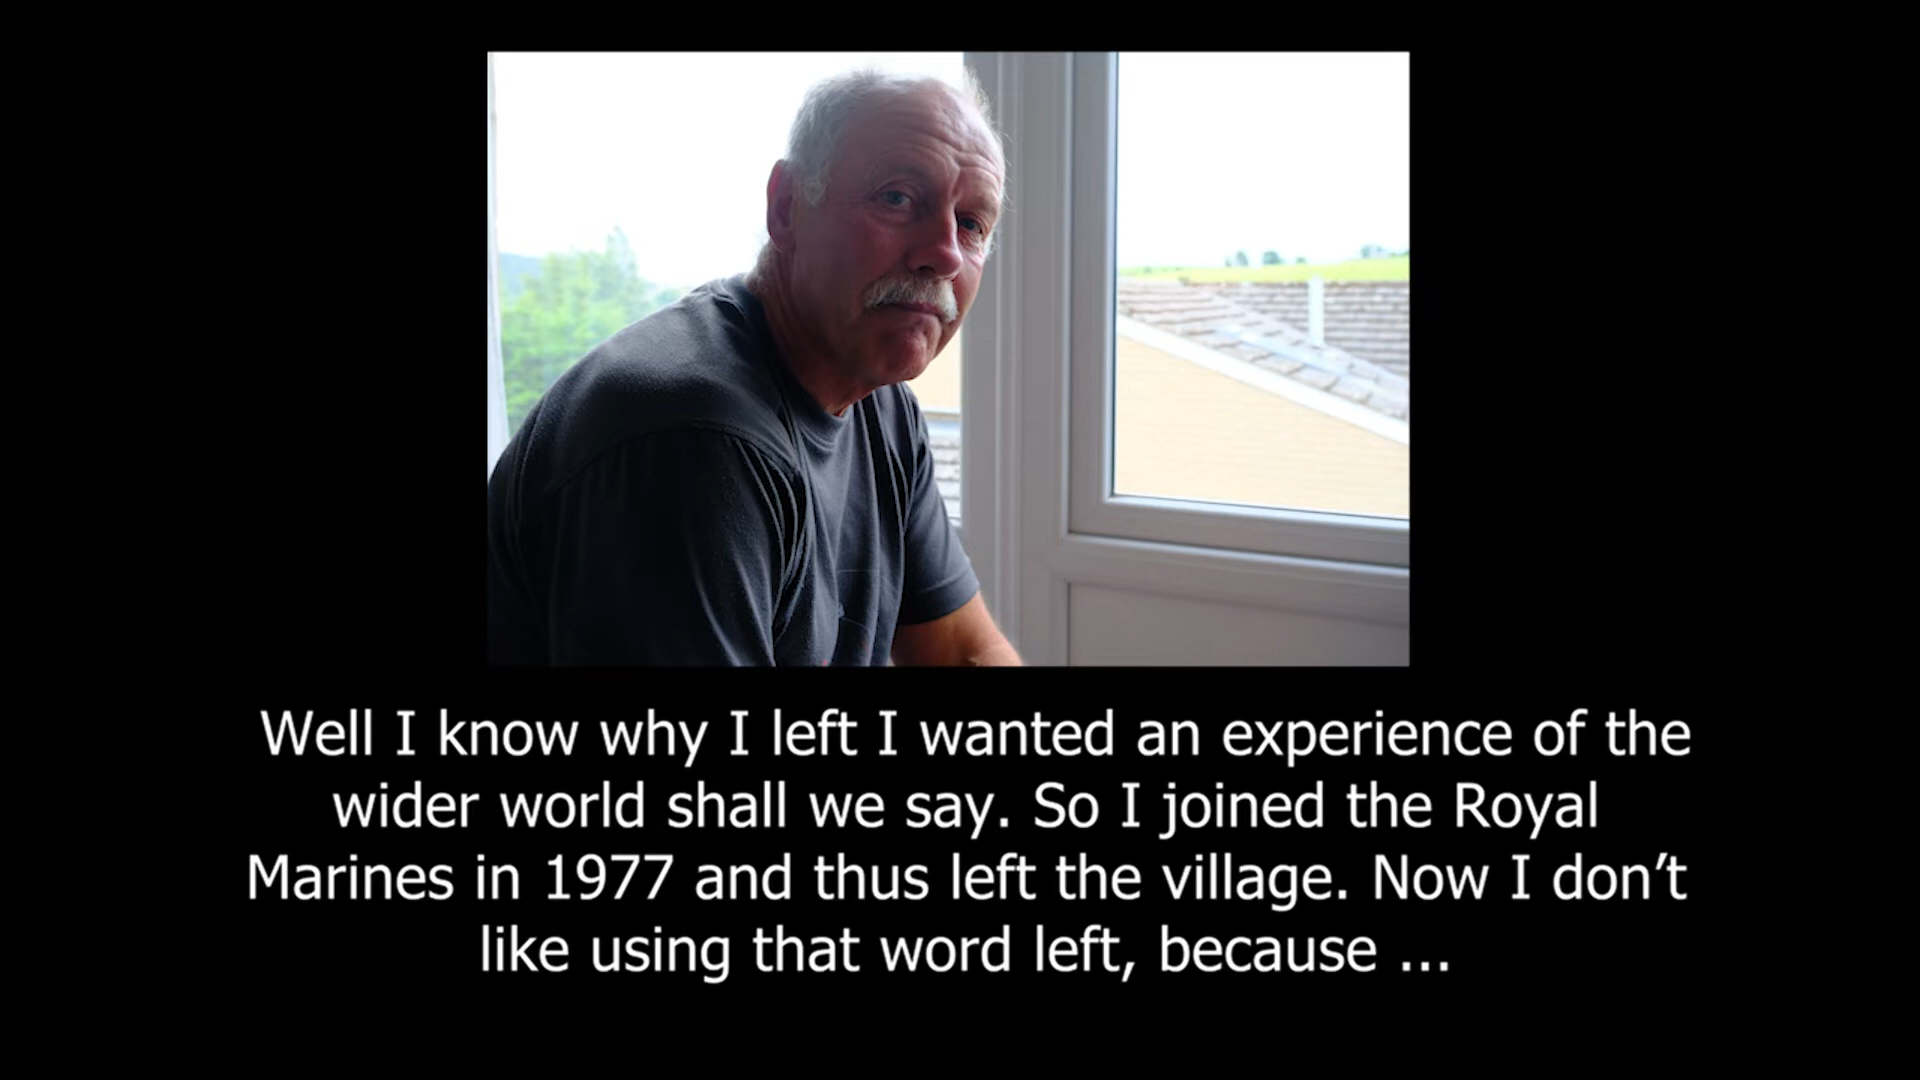 Well I know why I left I wanted an experience of the
wider world shall we say. So I joined the Royal
Marines in 1977 and thus left the village. Now I don’t
like using that word left, because ...